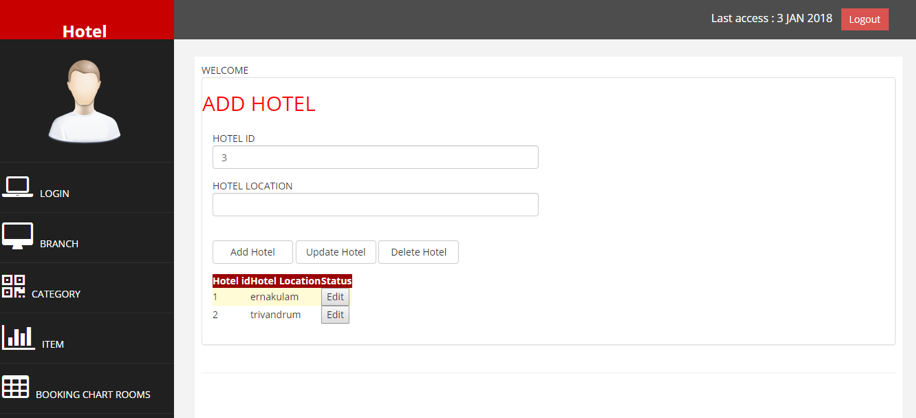 Hotel
Last access : 3 JAN 2018 Logout
LOGIN
BRANCH
CATEGORY
ITEM
BOOKING CHART ROOMS
WELCOME
ADD HOTEL
HOTEL ID
3
HOTEL LOCATION
Add Hotel Update Hotel Delete Hotel
Hotel id Hotel Location Status
1 ernakulam Edit
2 trivandrum Edit